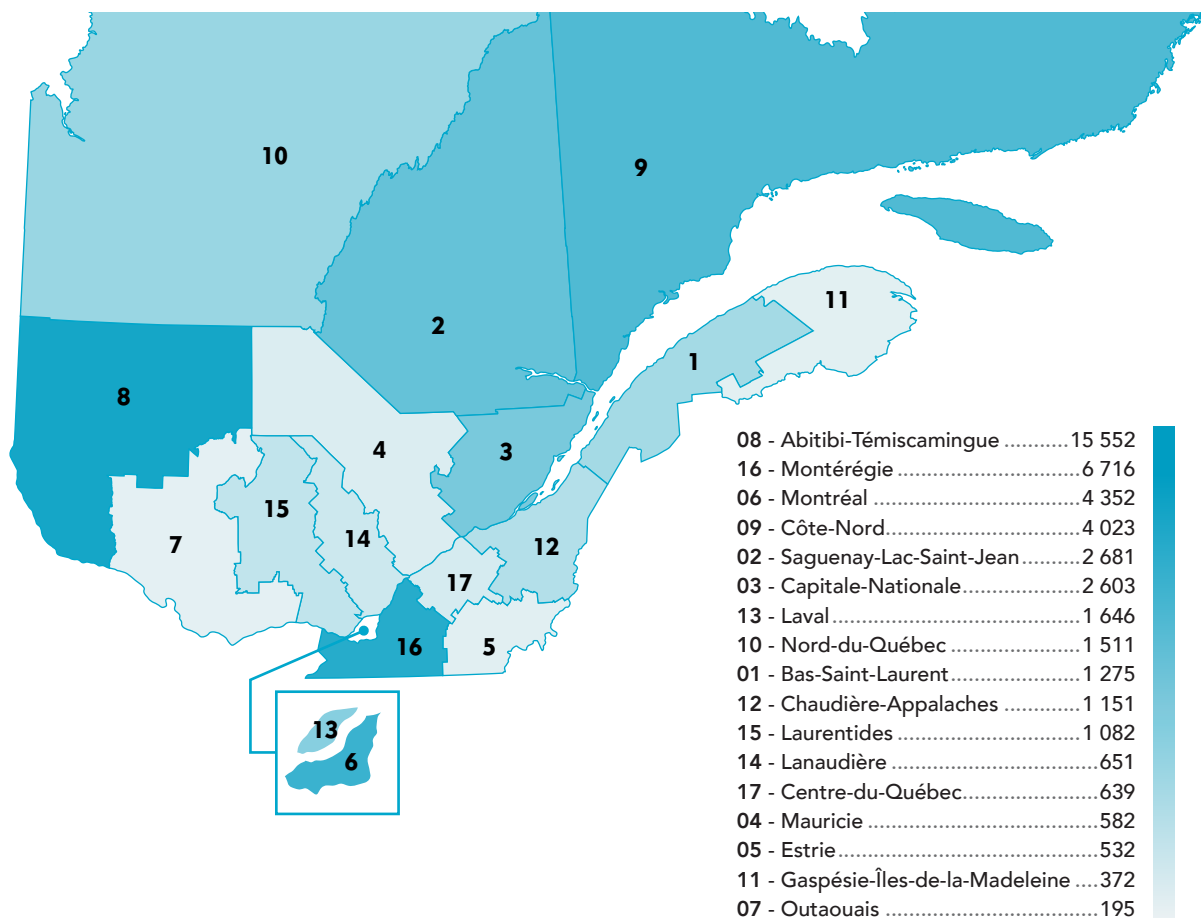 10
9
11
2
1
8
4
3
15
14
7
12
17
16
5
13
6
08 - Abitibi-Témiscamingue ...........15 552
16 - Montérégie ................................ 6 716
06 - Montréal .................................... 4 352
09 - Côte-Nord..................................4 023
02 - Saguenay-Lac-Saint-Jean............2 681
03 - Capitale-Nationale .....................2 603
13 - Laval ...........................................1 646
10 - Nord-du-Québec ....................... 1 511
01 - Bas-Saint-Laurent.......................1 275
12 - Chaudière-Appalaches ...............1 151
15 - Laurentides ................................1 082
14 - Lanaudière ....................................651
17 - Centre-du-Québec........................639
04 - Mauricie ........................................582
05 - Estrie.............................................532
11 - Gaspésie-Îles-de-la-Madeleine ....372
07 - Outaouais .....................................195